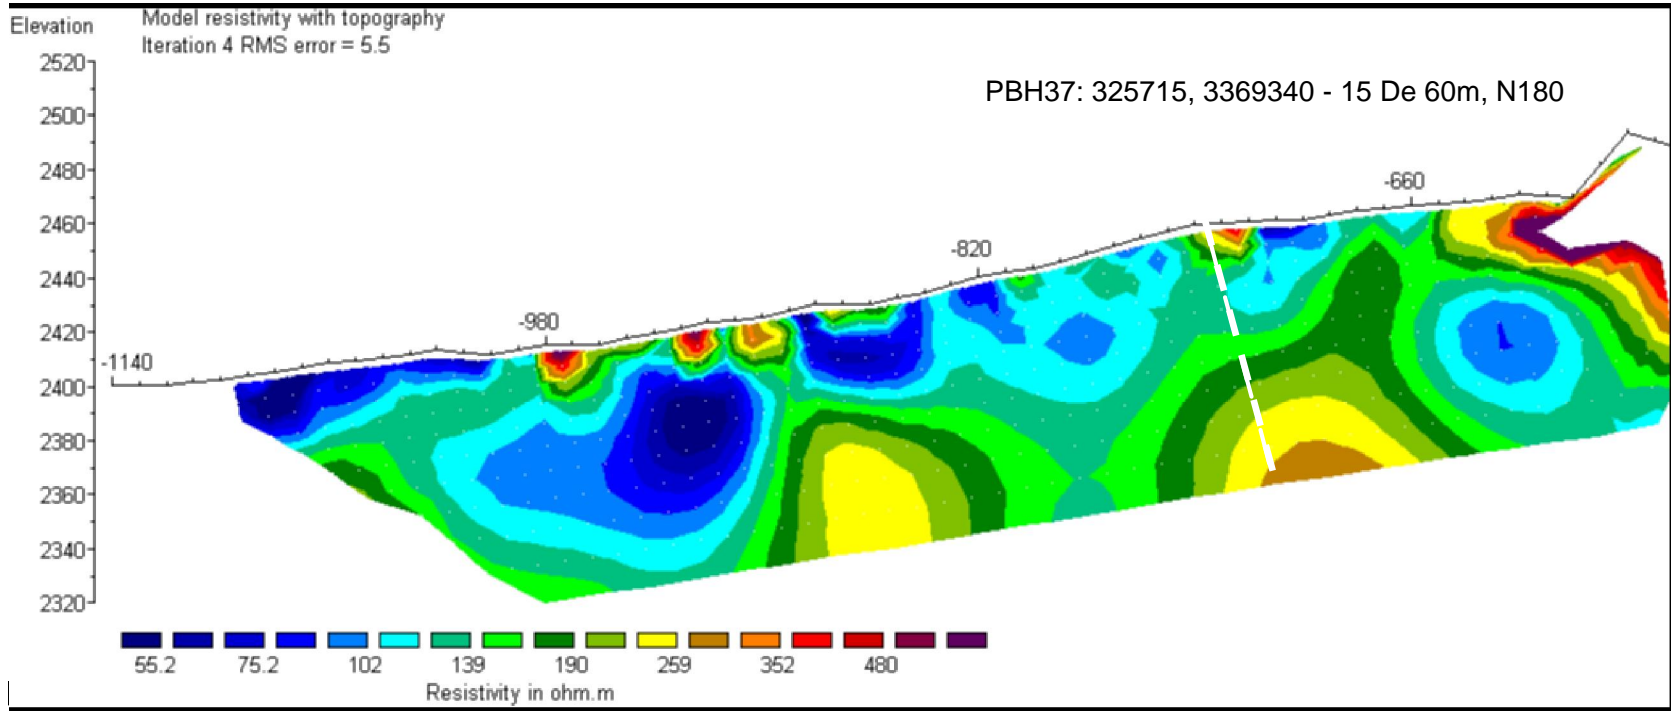 Elevation
Model resistivity with topography
Iteration 4 RMS error = 5.5
2520
PBH37: 325715, 3369340 - 15 De 60m, N180
2500
2480
-660
2460
-820
2440
2420
-980
-1140
2400
2380
2360
2340
2320
55.2 75.2 102 139 190 259 352 480
Resistivity in ohm.m